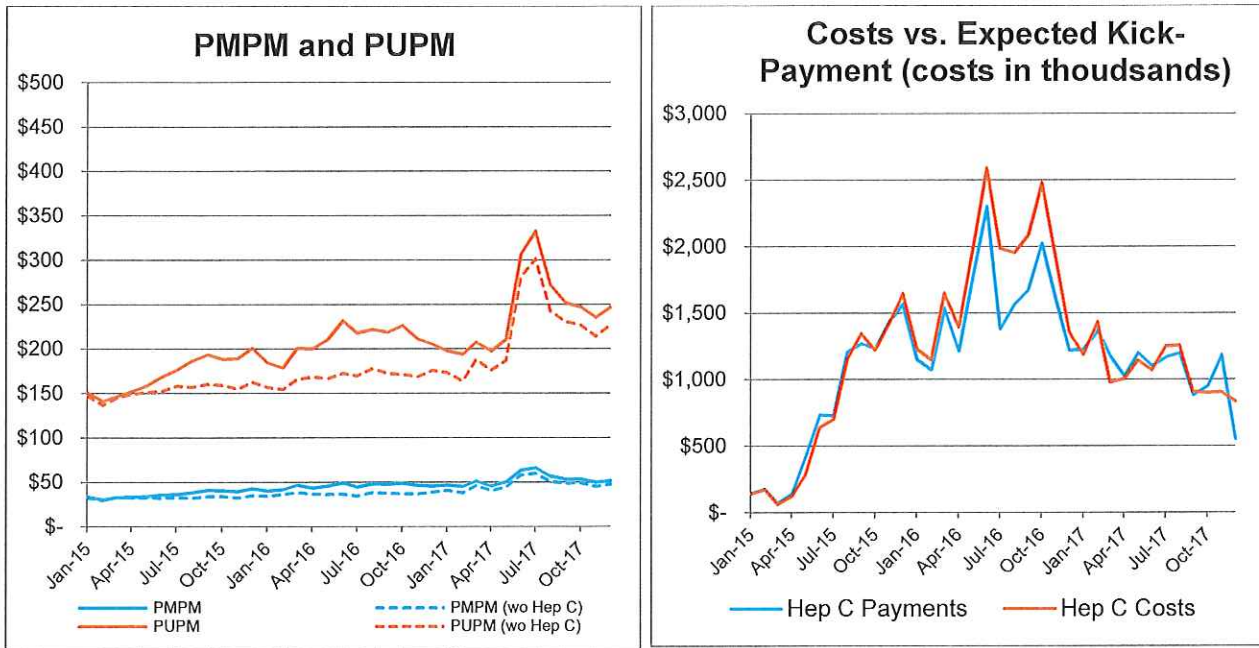 PMPM and PUPM
$500
$450
$400
$350
$300
$250
$200
$150
$100
$50
$-
Jan-15
Apr-15
Jul-15
Oct-15
Jan-16
Apr-16
Jul-16
Oct-16
Jan-17
Apr-17
Jul-17
Oct-17
PMPM
PMPM (wo Hep C)
PUPM
PUPM (wo Hep C)
Costs vs. Expected Kick-
Payment (costs in thoudsands)
$3,000
$2,500
$2,000
$1,500
$1,000
$500
$-
Jan-15
Apr-15
Jul-15
Oct-15
Jan-16
Apr-16
Jul-16
Oct-16
Jan-17
Apr-17
Jul-17
Oct-17
Hep C Payments
Hep C Costs